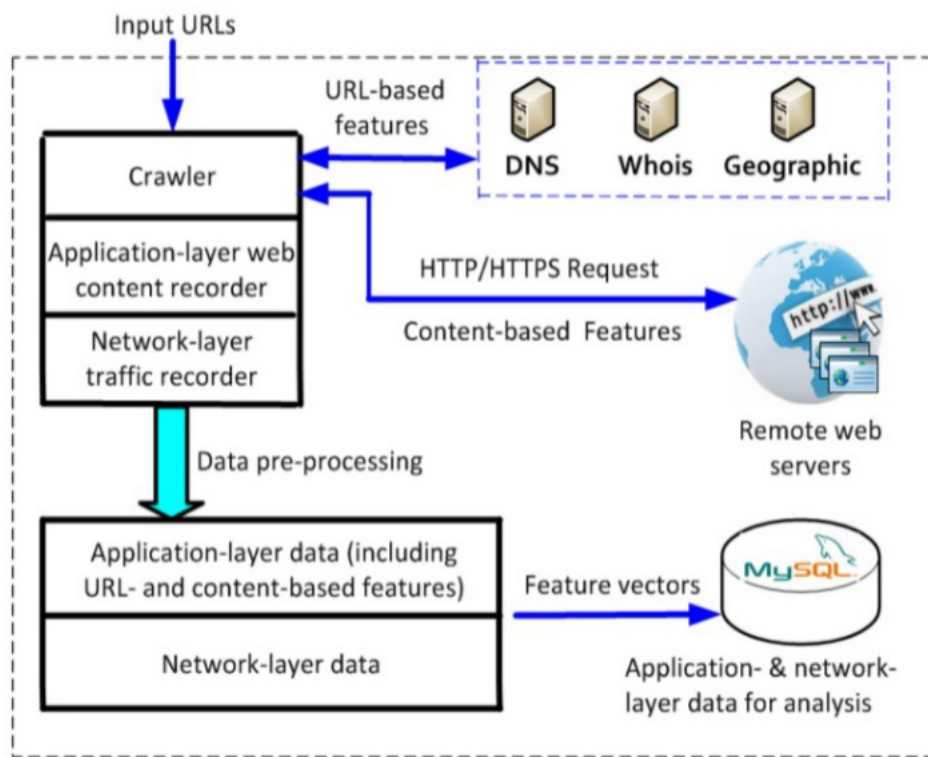 Input URLs
URL-based
features
DNS
Whois
Geographic
Crawler
Application-layer web
content recorder
Network-layer
traffic recorder
HTTP/HTTPS Request
Content-based Features
http://www
Remote web
servers
Data pre-processing
Application-layer data (including
URL- and content-based features)
Network-layer data
Feature vectors
MySQL
Application- & network-
layer data for analysis